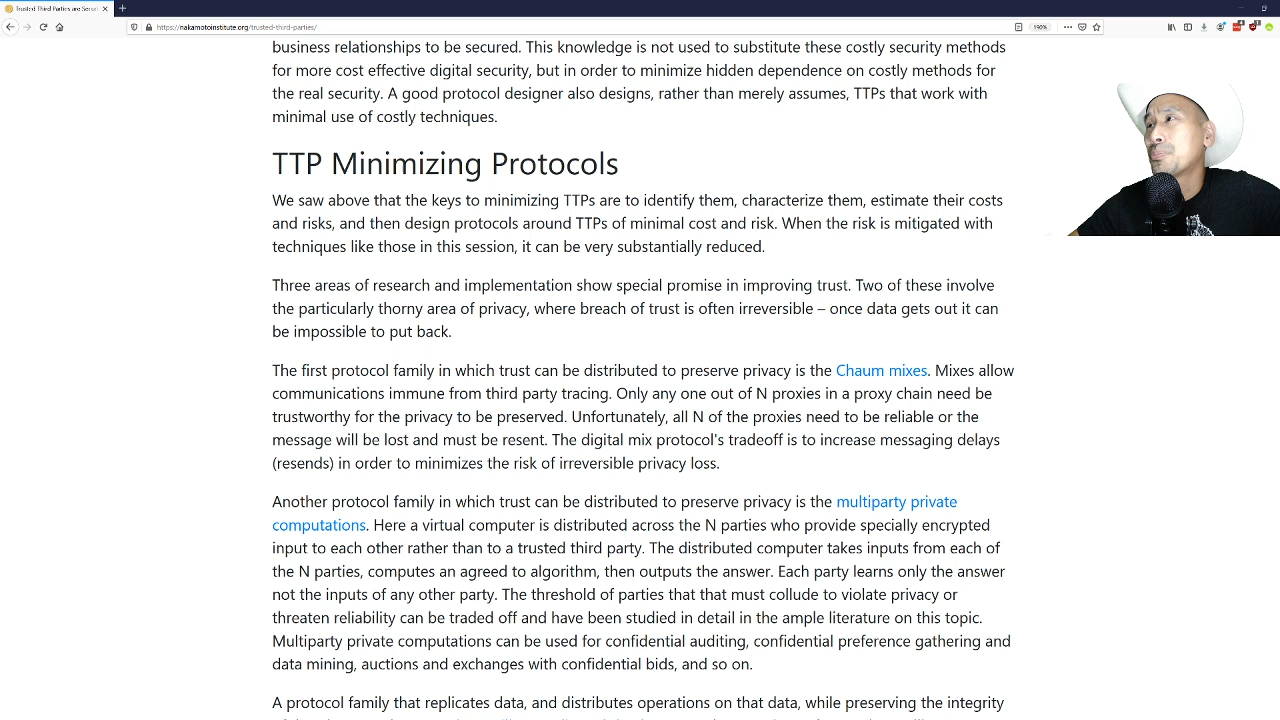 Trusted Third Parties are Securi
https://nakamotoinstitute.org/trusted-third-parties/
190%
business relationships to be secured. This knowledge is not used to substitute these costly security methods
for more cost effective digital security, but in order to minimize hidden dependence on costly methods for
the real security. A good protocol designer also designs, rather than merely assumes, TTPs that work with
minimal use of costly techniques.
TTP Minimizing Protocols
We saw above that the keys to minimizing TTPs are to identify them, characterize them, estimate their costs
and risks, and then design protocols around TTPs of minimal cost and risk. When the risk is mitigated with
techniques like those in this session, it can be very substantially reduced.
Three areas of research and implementation show special promise in improving trust. Two of these involve
the particularly thorny area of privacy, where breach of trust is often irreversible – once data gets out it can
be impossible to put back.
The first protocol family in which trust can be distributed to preserve privacy is the Chaum mixes. Mixes allow
communications immune from third party tracing. Only any one out of N proxies in a proxy chain need be
trustworthy for the privacy to be preserved. Unfortunately, all N of the proxies need to be reliable or the
message will be lost and must be resent. The digital mix protocol's tradeoff is to increase messaging delays
(resends) in order to minimizes the risk of irreversible privacy loss.
Another protocol family in which trust can be distributed to preserve privacy is the multiparty private
computations. Here a virtual computer is distributed across the N parties who provide specially encrypted
input to each other rather than to a trusted third party. The distributed computer takes inputs from each of
the N parties, computes an agreed to algorithm, then outputs the answer. Each party learns only the answer
not the inputs of any other party. The threshold of parties that that must collude to violate privacy or
threaten reliability can be traded off and have been studied in detail in the ample literature on this topic.
Multiparty private computations can be used for confidential auditing, confidential preference gathering and
data mining, auctions and exchanges with confidential bids, and so on.
A protocol family that replicates data, and distributes operations on that data, while preserving the integrity